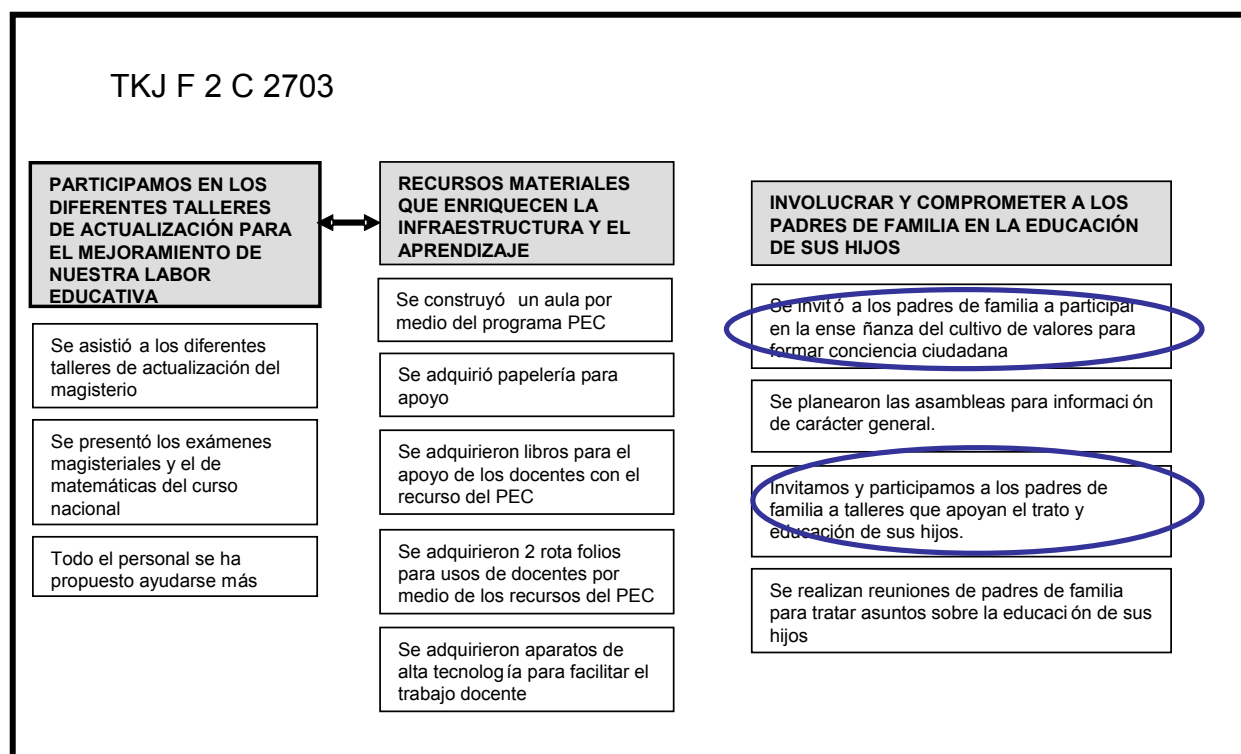 TKJ F 2 C 2703
PARTICIPAMOS EN LOS
DIFERENTES TALLERES
DE ACTUALIZACIÓN PARA
EL MEJORAMIENTO DE
NUESTRA LABOR
EDUCATIVA
Se asistió a los diferentes
talleres de actualización del
magisterio
Se presentó los exámenes
magisteriales y el de
matemáticas del curso
nacional
Todo el personal se ha
propuesto ayudarse más
RECURSOS MATERIALES
QUE ENRIQUECEN LA
INFRAESTRUCTURA Y EL
APRENDIZAJE
Se construyó un aula por
medio del programa PEC
Se adquirió papelería para
apoyo
Se adquirieron libros para el
apoyo de los docentes con el
recurso del PEC
Se adquirieron 2 rota folios
para usos de docentes por
medio de los recursos del PEC
Se adquirieron aparatos de
alta tecnología para facilitar el
trabajo docente
INVOLUCRAR Y COMPROMETER A LOS
PADRES DE FAMILIA EN LA EDUCACIÓN
DE SUS HIJOS
Se invitó a los padres de familia a participar
en la ense ñanza del cultivo de valores para
formar conciencia ciudadana
Se planearon las asambleas para información
de carácter general.
Invitamos y participamos a los padres de
familia a talleres que apoyan el trato y
educación de sus hijos.
Se realizan reuniones de padres de familia
para tratar asuntos sobre la educación de sus
hijos